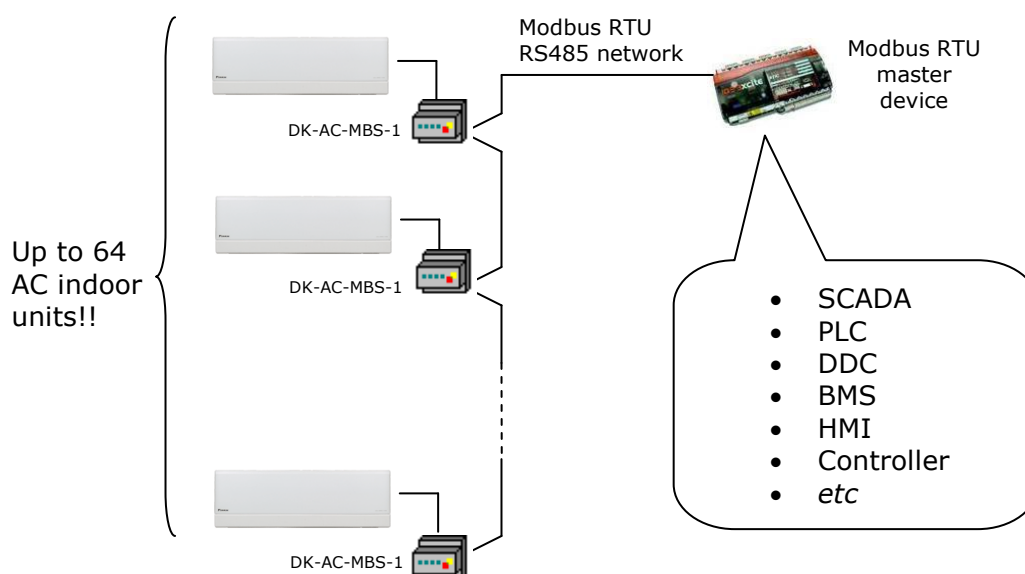 Modbus RTU
RS485 network
Modbus RTU
master
device
DK-AC-MBS-1
DK-AC-MBS-1
Up to 64
AC indoor
units!!
• SCADA
• PLC
• DDC
• BMS
• HMI
• Controller
• etc
DK-AC-MBS-1